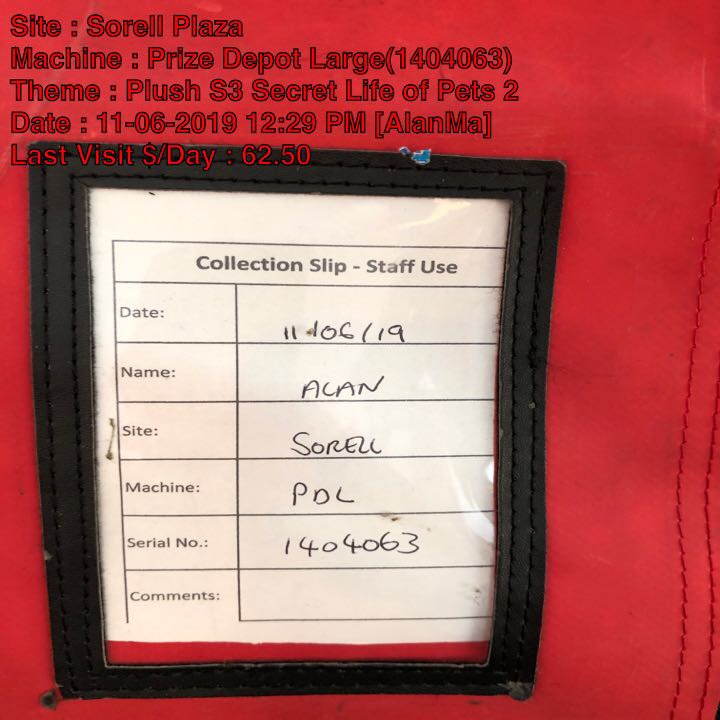 Site : Sorell Plaza
Machine : Prize Depot Large(1404063)
Theme : Plush S3 Secret Life of Pets 2
Date : 11-06-2019 12:29 PM [AlanMa]
Last Visit $/Day : 62.50
Collection Slip - Staff Use
Date: 11/06/19
Name: ALAN
Site: SORELL
Machine: PDL
Serial No.: 1404063
Comments: